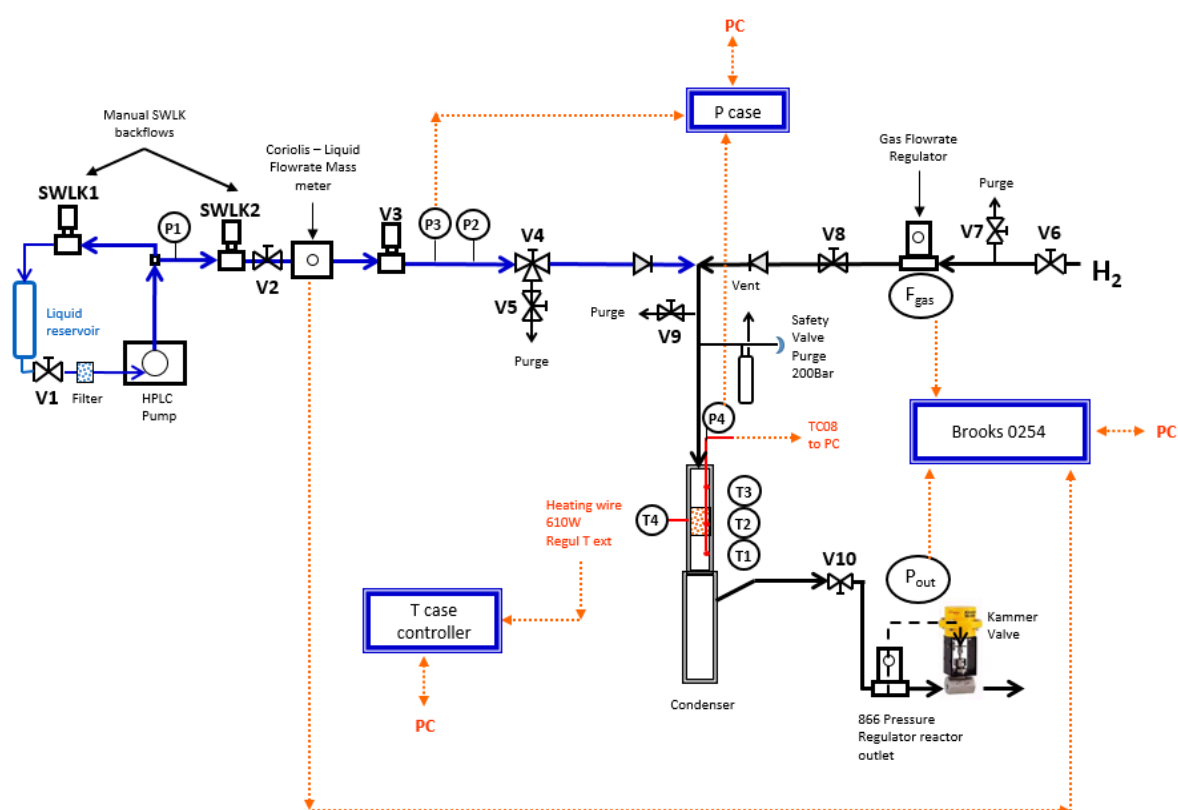 PC
P case
Manual SWLK
backflows
Coriolis – Liquid
Flowrate Mass
meter
Gas Flowrate
Regulator
Purge
SWLK1
SWLK2
P1
V3
P3
P2
V4
V8
V7
V6
V2
H2
Vent
Fgas
Liquid
reservoir
V5
Purge
V9
Purge
Safety
Valve
Purge
200Bar
V1
Filter
HPLC
Pump
P4
TC08
to PC
Brooks 0254
PC
Heating wire
610W
Regul T ext
T4
T3
T2
T1
V10
Pout
Kammer
Valve
T case
controller
PC
Condenser
866 Pressure
Regulator reactor
outlet